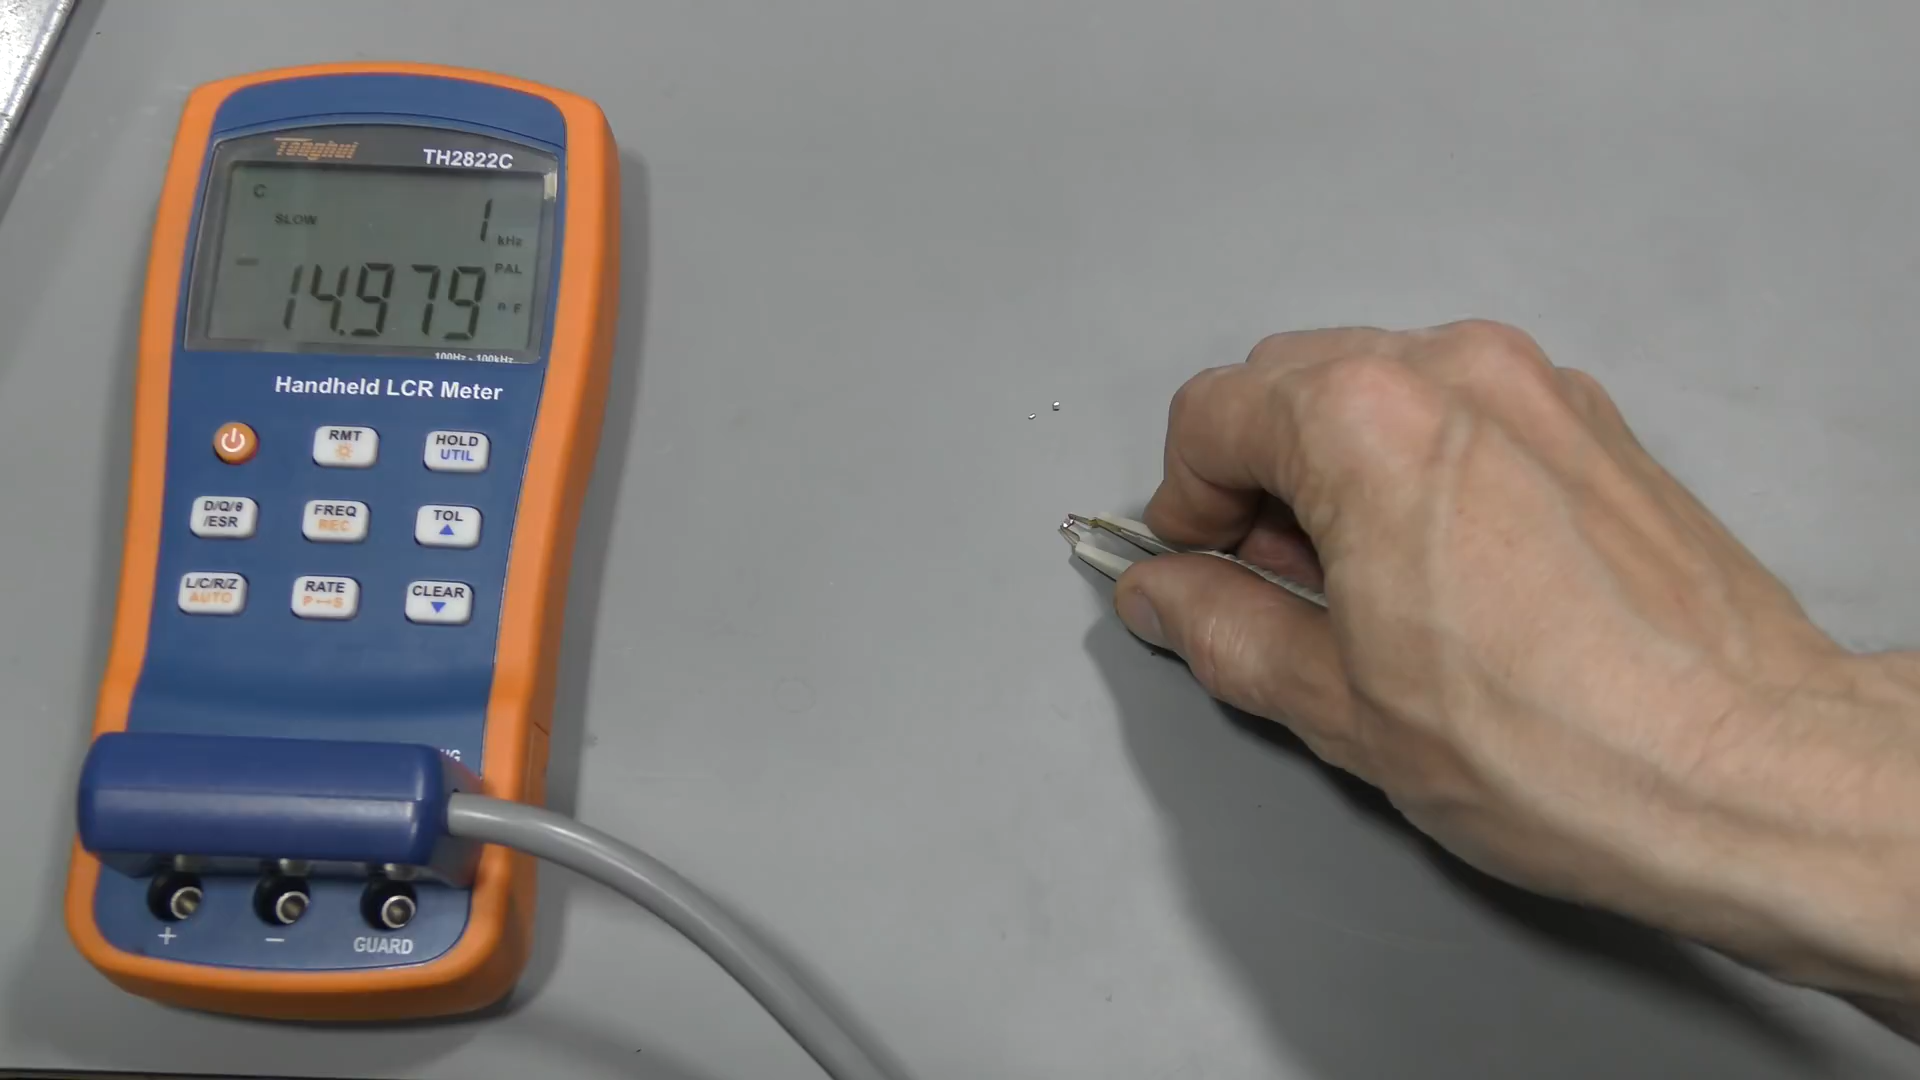 Tonghui
TH2822C
C
SLOW
1
kHz
PAL
-14.979
nF
100Hz - 100kHz
Handheld LCR Meter
RMT
HOLD
UTIL
D/Q/θ
/ESR
FREQ
REC
TOL
L/C/R/Z
AUTO
RATE
P↔S
CLEAR
+
−
GUARD